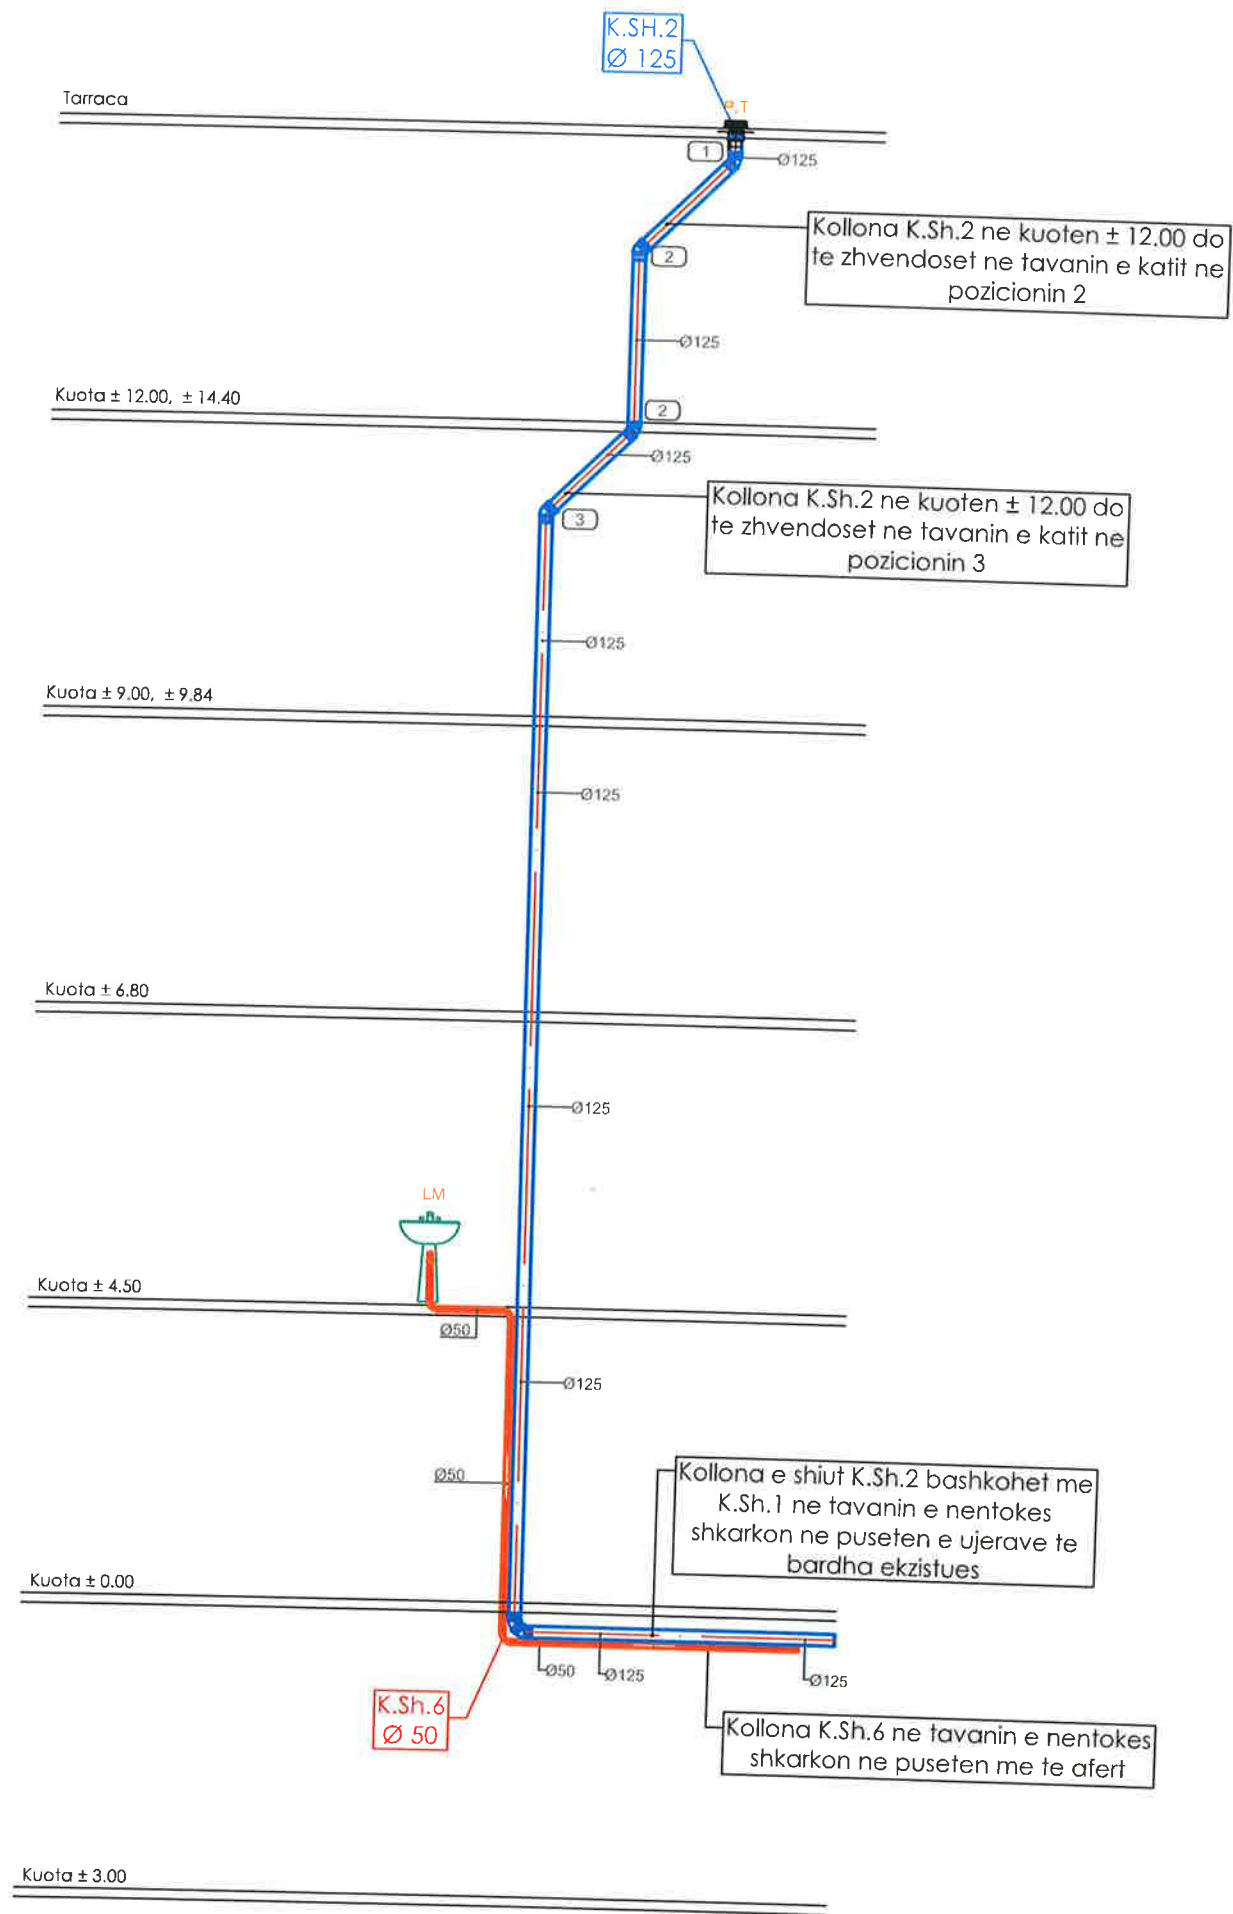 K.SH.2
Ø 125
Tarraca
P.T
1
Ø125
Kollona K.Sh.2 ne kuoten ± 12.00 do
te zhvendoset ne tavanin e katit ne
pozicionin 2
2
Ø125
Kuota ± 12.00, ± 14.40
2
Ø125
Kollona K.Sh.2 ne kuoten ± 12.00 do
te zhvendoset ne tavanin e katit ne
pozicionin 3
3
Ø125
Kuota ± 9.00, ± 9.84
Ø125
Kuota ± 6.80
Ø125
LM
Kuota ± 4.50
Ø50
Ø125
Ø50
Kollona e shiut K.Sh.2 bashkohet me
K.Sh.1 ne tavanin e nentokes
shkarkon ne puseten e ujerave te
bardha ekzistues
Kuota ± 0.00
Ø50
Ø125
Ø125
K.Sh.6
Ø 50
Kollona K.Sh.6 ne tavanin e nentokes
shkarkon ne puseten me te afert
Kuota ± 3.00